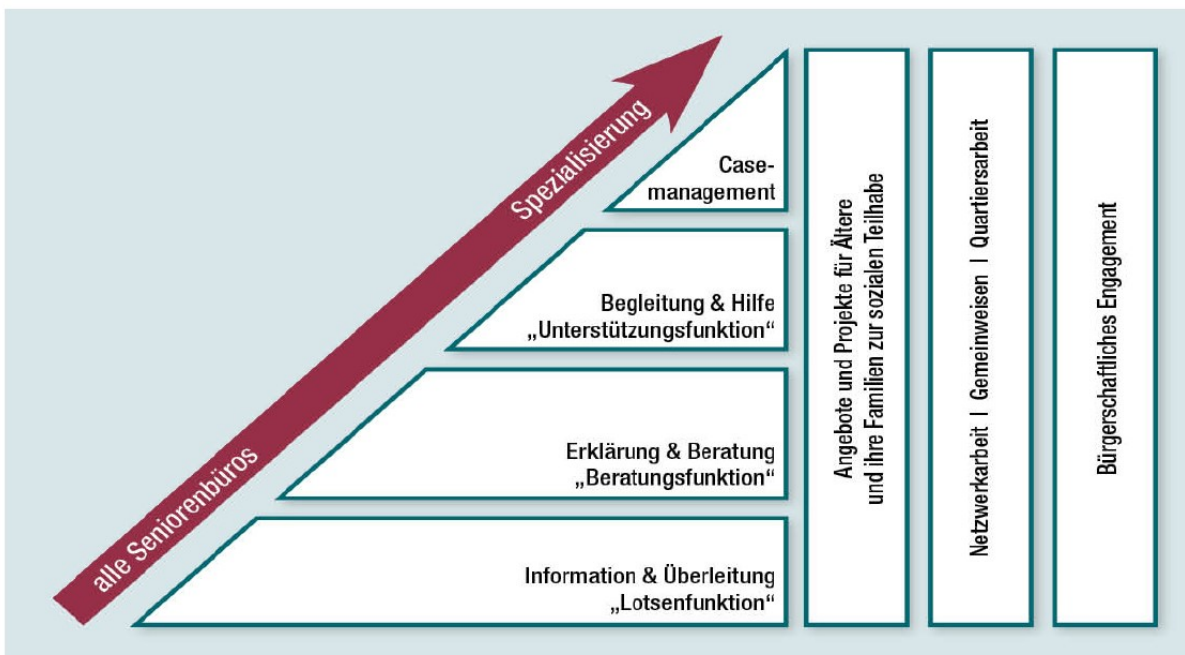 alle Seniorenbüros
Spezialisierung
Case-
management
Begleitung & Hilfe
„Unterstützungsfunktion“
Erklärung & Beratung
„Beratungsfunktion“
Information & Überleitung
„Lotsenfunktion“
Angebote und Projekte für Ältere
und ihre Familien zur sozialen Teilhabe
Netzwerkarbeit I Gemeinweisen I Quartiersarbeit
Bürgerschaftliches Engagement